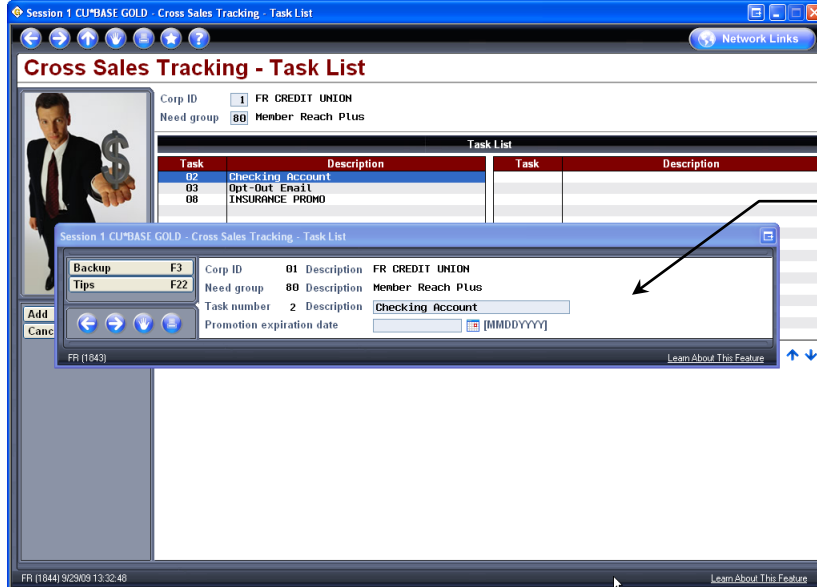 Session 1 CU*BASE GOLD - Cross Sales Tracking - Task List
Network Links
Cross Sales Tracking - Task List
Corp ID 1 FR CREDIT UNION
Need group 80 Member Reach Plus
Task List
Task Description Task Description
02 Checking Account
03 Opt-Out Email
08 INSURANCE PROMO
Session 1 CU*BASE GOLD - Cross Sales Tracking - Task List
Backup F3
Tips F22
Corp ID 01 Description FR CREDIT UNION
Need group 80 Description Member Reach Plus
Task number 2 Description Checking Account
Promotion expiration date [MMDDYYYY]
FR (1843) Learn About This Feature
Add
Canc
FR (1844) 9/29/09 13:32:48 Learn About This Feature